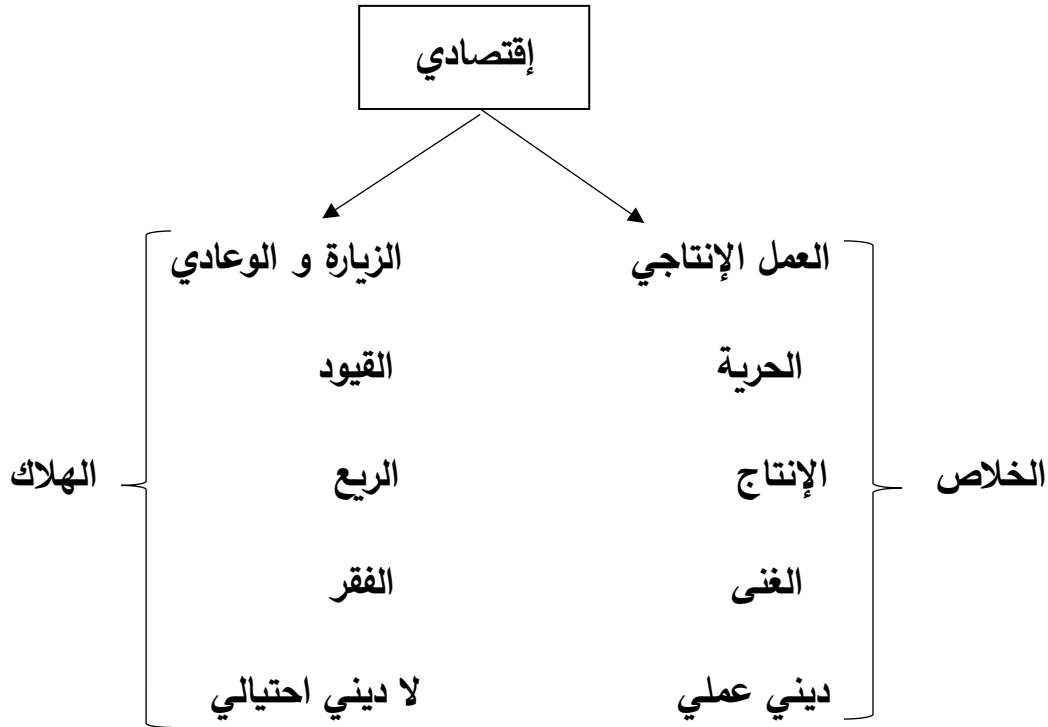 إقتصادي
العمل الإنتاجي
الزيارة و الوعادي
الحرية
القيود
الخلاص
الإنتاج
الريع
الهلاك
الغنى
الفقر
ديني عملي
لا ديني احتيالي